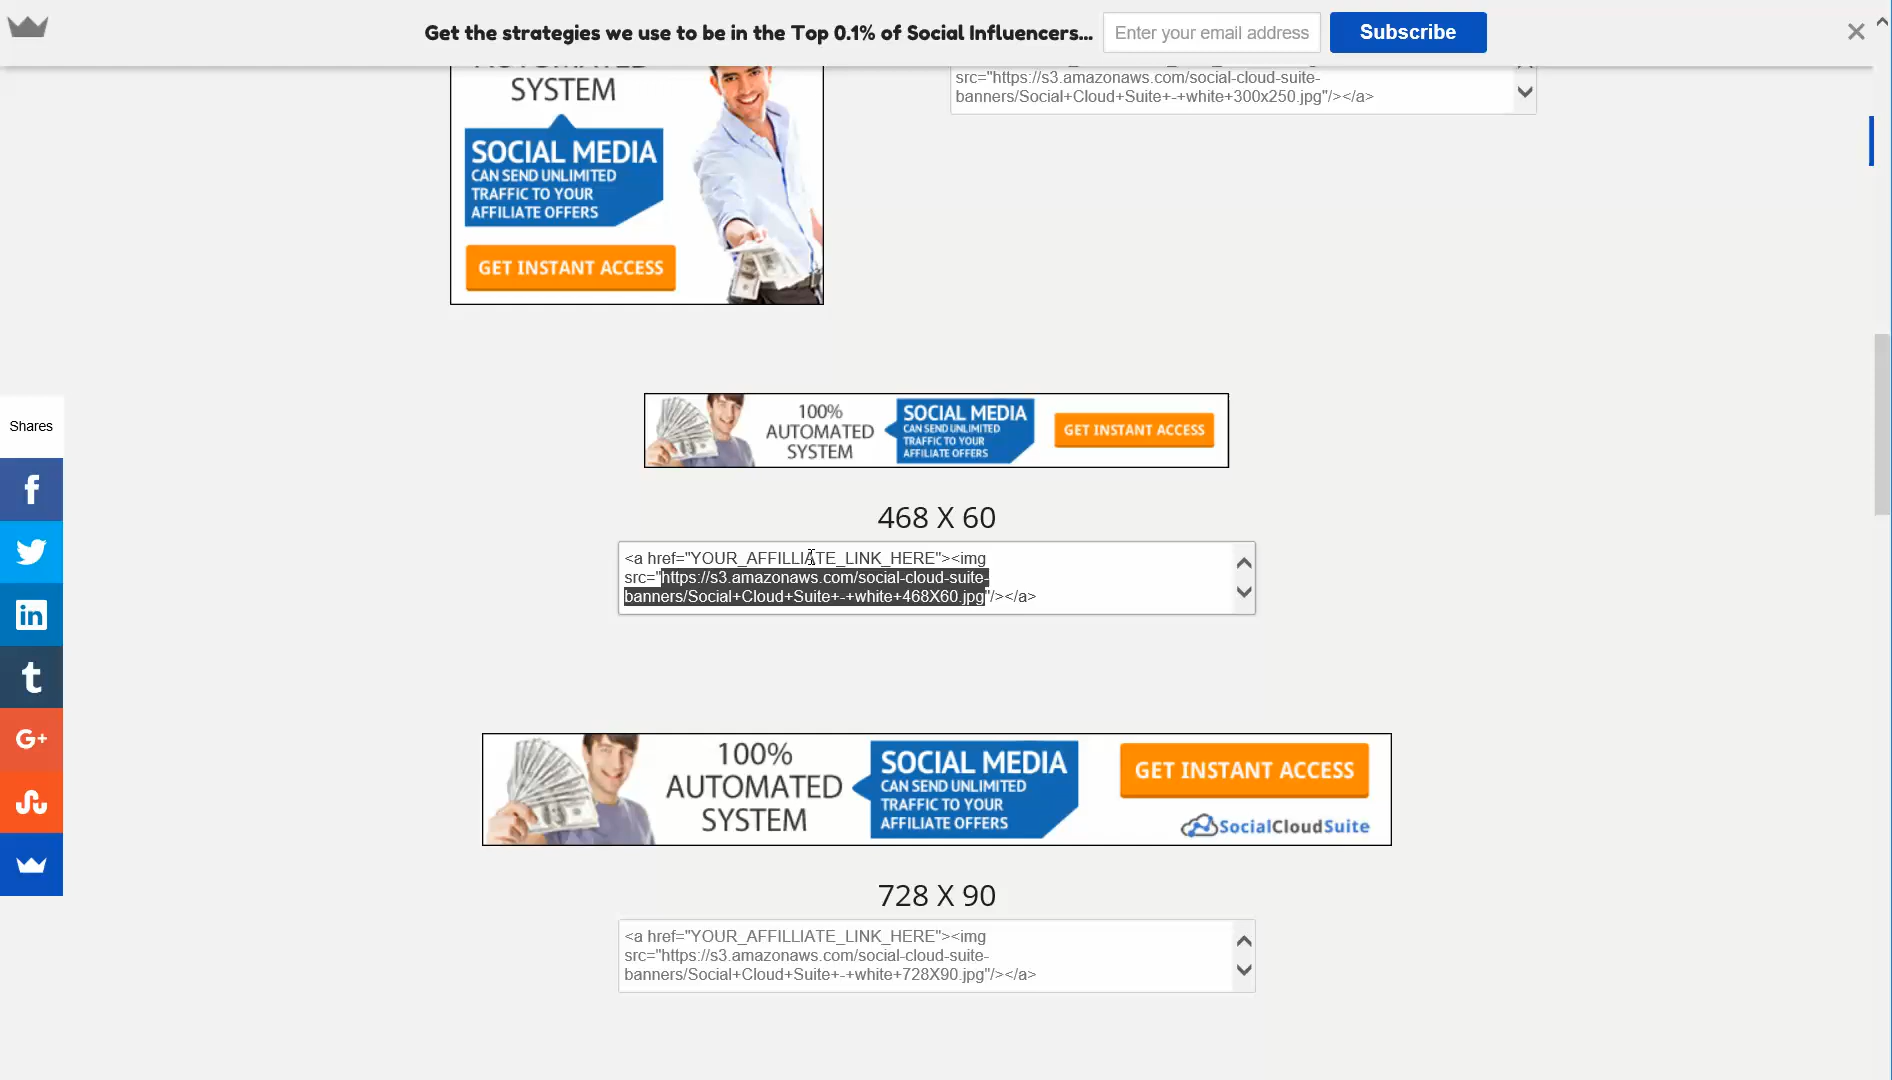 Get the strategies we use to be in the Top 0.1% of Social Influencers...
Enter your email address
Subscribe
SYSTEM
SOCIAL MEDIA
CAN SEND UNLIMITED
TRAFFIC TO YOUR
AFFILIATE OFFERS
GET INSTANT ACCESS
src="https://s3.amazonaws.com/social-cloud-suite-
banners/Social+Cloud+Suite+-+white+300x250.jpg"/></a>
Shares
100%
AUTOMATED
SYSTEM
SOCIAL MEDIA
CAN SEND UNLIMITED
TRAFFIC TO YOUR
AFFILIATE OFFERS
GET INSTANT ACCESS
468 X 60
<a href="YOUR_AFFILLIATE_LINK_HERE"><img
src="https://s3.amazonaws.com/social-cloud-suite-
banners/Social+Cloud+Suite+-+white+468X60.jpg"/></a>
100%
AUTOMATED
SYSTEM
SOCIAL MEDIA
CAN SEND UNLIMITED
TRAFFIC TO YOUR
AFFILIATE OFFERS
GET INSTANT ACCESS
SocialCloudSuite
728 X 90
<a href="YOUR_AFFILLIATE_LINK_HERE"><img
src="https://s3.amazonaws.com/social-cloud-suite-
banners/Social+Cloud+Suite+-+white+728X90.jpg"/></a>